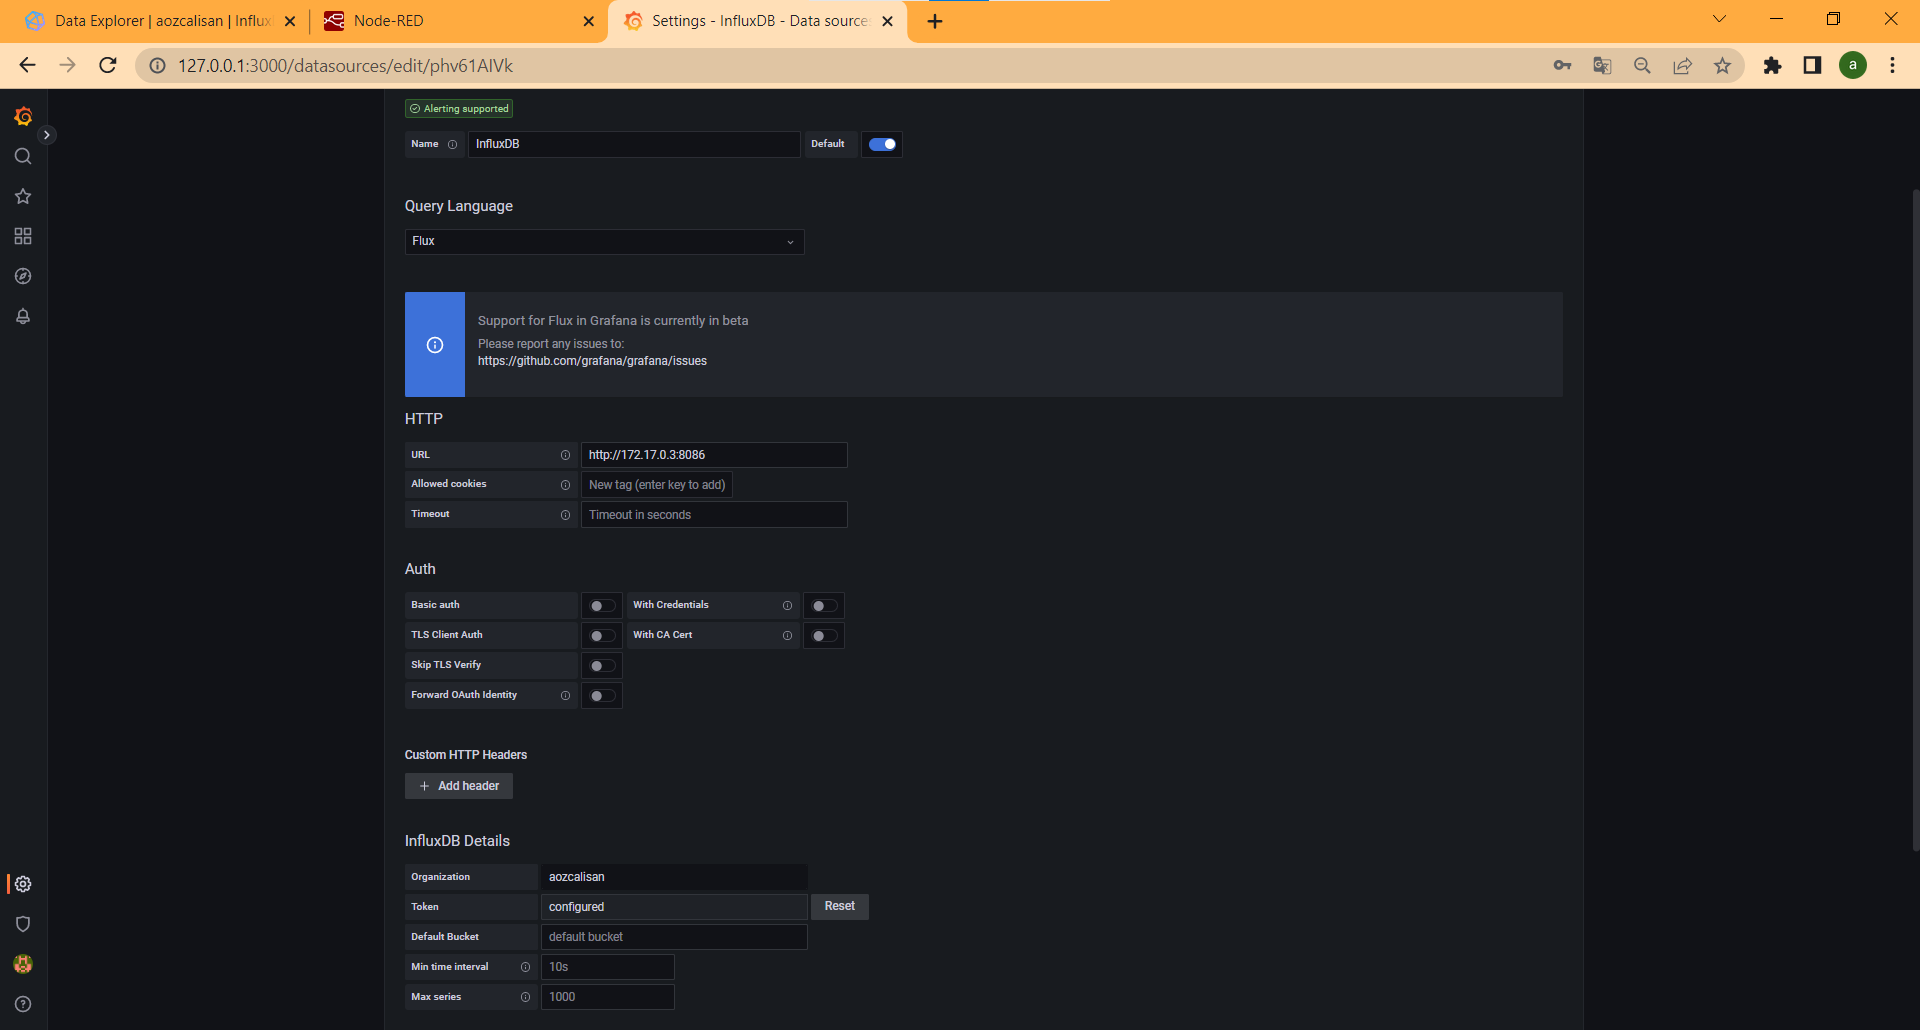 Data Explorer | aozcalisan | Influx
Node-RED
Settings - InfluxDB - Data source
127.0.0.1:3000/datasources/edit/phv61AIVk
a
Alerting supported
Name InfluxDB Default
Query Language
Flux
Support for Flux in Grafana is currently in beta
Please report any issues to:
https://github.com/grafana/grafana/issues
HTTP
URL http://172.17.0.3:8086
Allowed cookies New tag (enter key to add)
Timeout Timeout in seconds
Auth
Basic auth With Credentials
TLS Client Auth With CA Cert
Skip TLS Verify
Forward OAuth Identity
Custom HTTP Headers
+ Add header
InfluxDB Details
Organization aozcalisan
Token configured Reset
Default Bucket default bucket
Min time interval 10s
Max series 1000